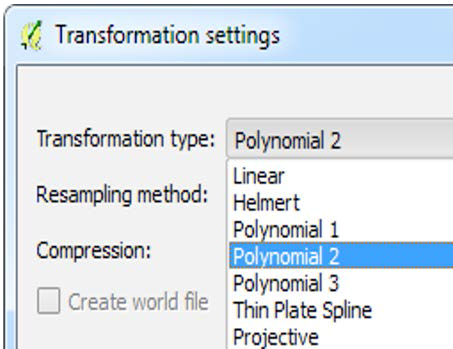 Transformation settings
Transformation type: Polynomial 2
Linear
Resampling method:
Helmert
Polynomial 1
Compression:
Polynomial 2
Polynomial 3
Create world file
Thin Plate Spline
Projective